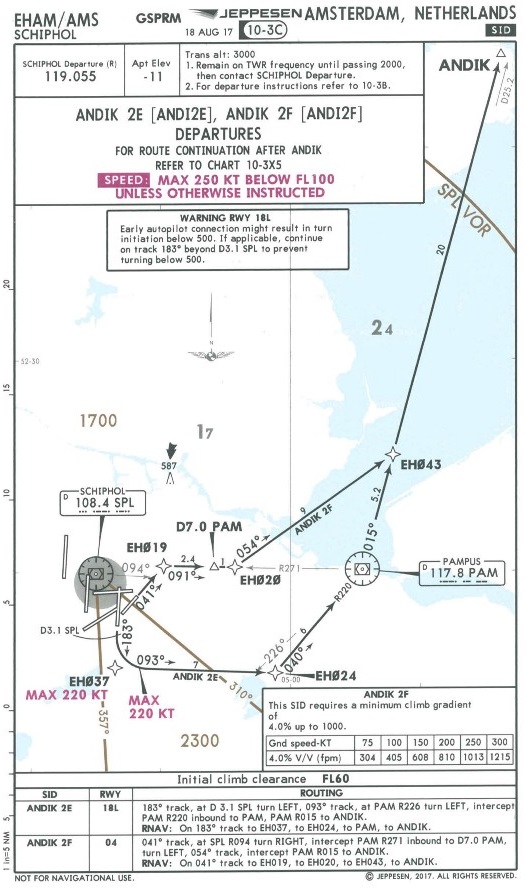 EHAM/AMS
SCHIPHOL
GSPRM
JEPPESEN
18 AUG 17
10-3C
AMSTERDAM, NETHERLANDS
SID
SCHIPHOL Departure (R)
119.055
Apt Elev
-11
Trans alt: 3000
1. Remain on TWR frequency until passing 2000,
then contact SCHIPHOL Departure.
2. For departure instructions refer to 10-3B.
ANDIK 2E [ANDI2E], ANDIK 2F [ANDI2F]
DEPARTURES
FOR ROUTE CONTINUATION AFTER ANDIK
REFER TO CHART 10-3X5
SPEED: MAX 250 KT BELOW FL100
UNLESS OTHERWISE INSTRUCTED
WARNING RWY 18L
Early autopilot connection might result in turn
initiation below 500. If applicable, continue
on track 183° beyond D3.1 SPL to prevent
turning below 500.
ANDIK
D25.2
SPL VOR
20
24
20
N
52-30
15
1700
17
587
10
SCHIPHOL
D 108.4 SPL
EHØ43
5.2
9
ANDIK 2F
D7.0 PAM
EHØ19
054°
015°
2.4
094°
091°
1
EHØ20
R271
PAMPUS
D 117.8 PAM
5
041°
R220
D3.1 SPL
183°
6
226°
040°
093°
7
ANDIK 2E
EHØ24
05-00
EHØ37
MAX 220 KT
MAX
220 KT
310°
357°
0
2300
ANDIK 2F
This SID requires a minimum climb gradient
of
4.0% up to 1000.
Gnd speed-KT 75 100 150 200 250 300
4.0% V/V (fpm) 304 405 608 810 1013 1215
Initial climb clearance FL60
SID RWY ROUTING
ANDIK 2E 18L 183° track, at D 3.1 SPL turn LEFT, 093° track, at PAM R226 turn LEFT, intercept
PAM R220 inbound to PAM, PAM R015 to ANDIK.
RNAV: On 183° track to EH037, to EH024, to PAM, to ANDIK.
ANDIK 2F 04 041° track, at SPL R094 turn RIGHT, intercept PAM R271 inbound to D7.0 PAM,
turn LEFT, 054° track, intercept PAM R015 to ANDIK.
RNAV: On 041° track to EH019, to EH020, to EH043, to ANDIK.
5
1 in=5 NM
NOT FOR NAVIGATIONAL USE.
© JEPPESEN, 2017. ALL RIGHTS RESERVED.